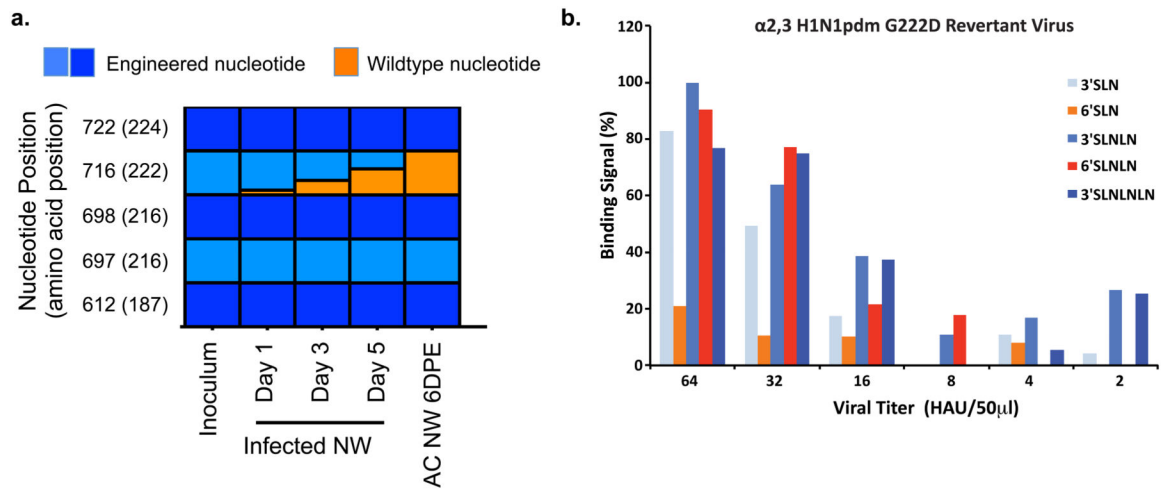 a.
Engineered nucleotide
Wildtype nucleotide
Nucleotide Position
(amino acid position)
722 (224)
716 (222)
698 (216)
697 (216)
612 (187)
Inoculum
Day 1
Day 3
Day 5
AC NW 6DPE
Infected NW
b.
α2,3 H1N1pdm G222D Revertant Virus
Binding Signal (%)
120
100
80
60
40
20
0
64
32
16
8
4
2
Viral Titer (HAU/50µl)
3'SLN
6'SLN
3'SLNLN
6'SLNLN
3'SLNLNLN